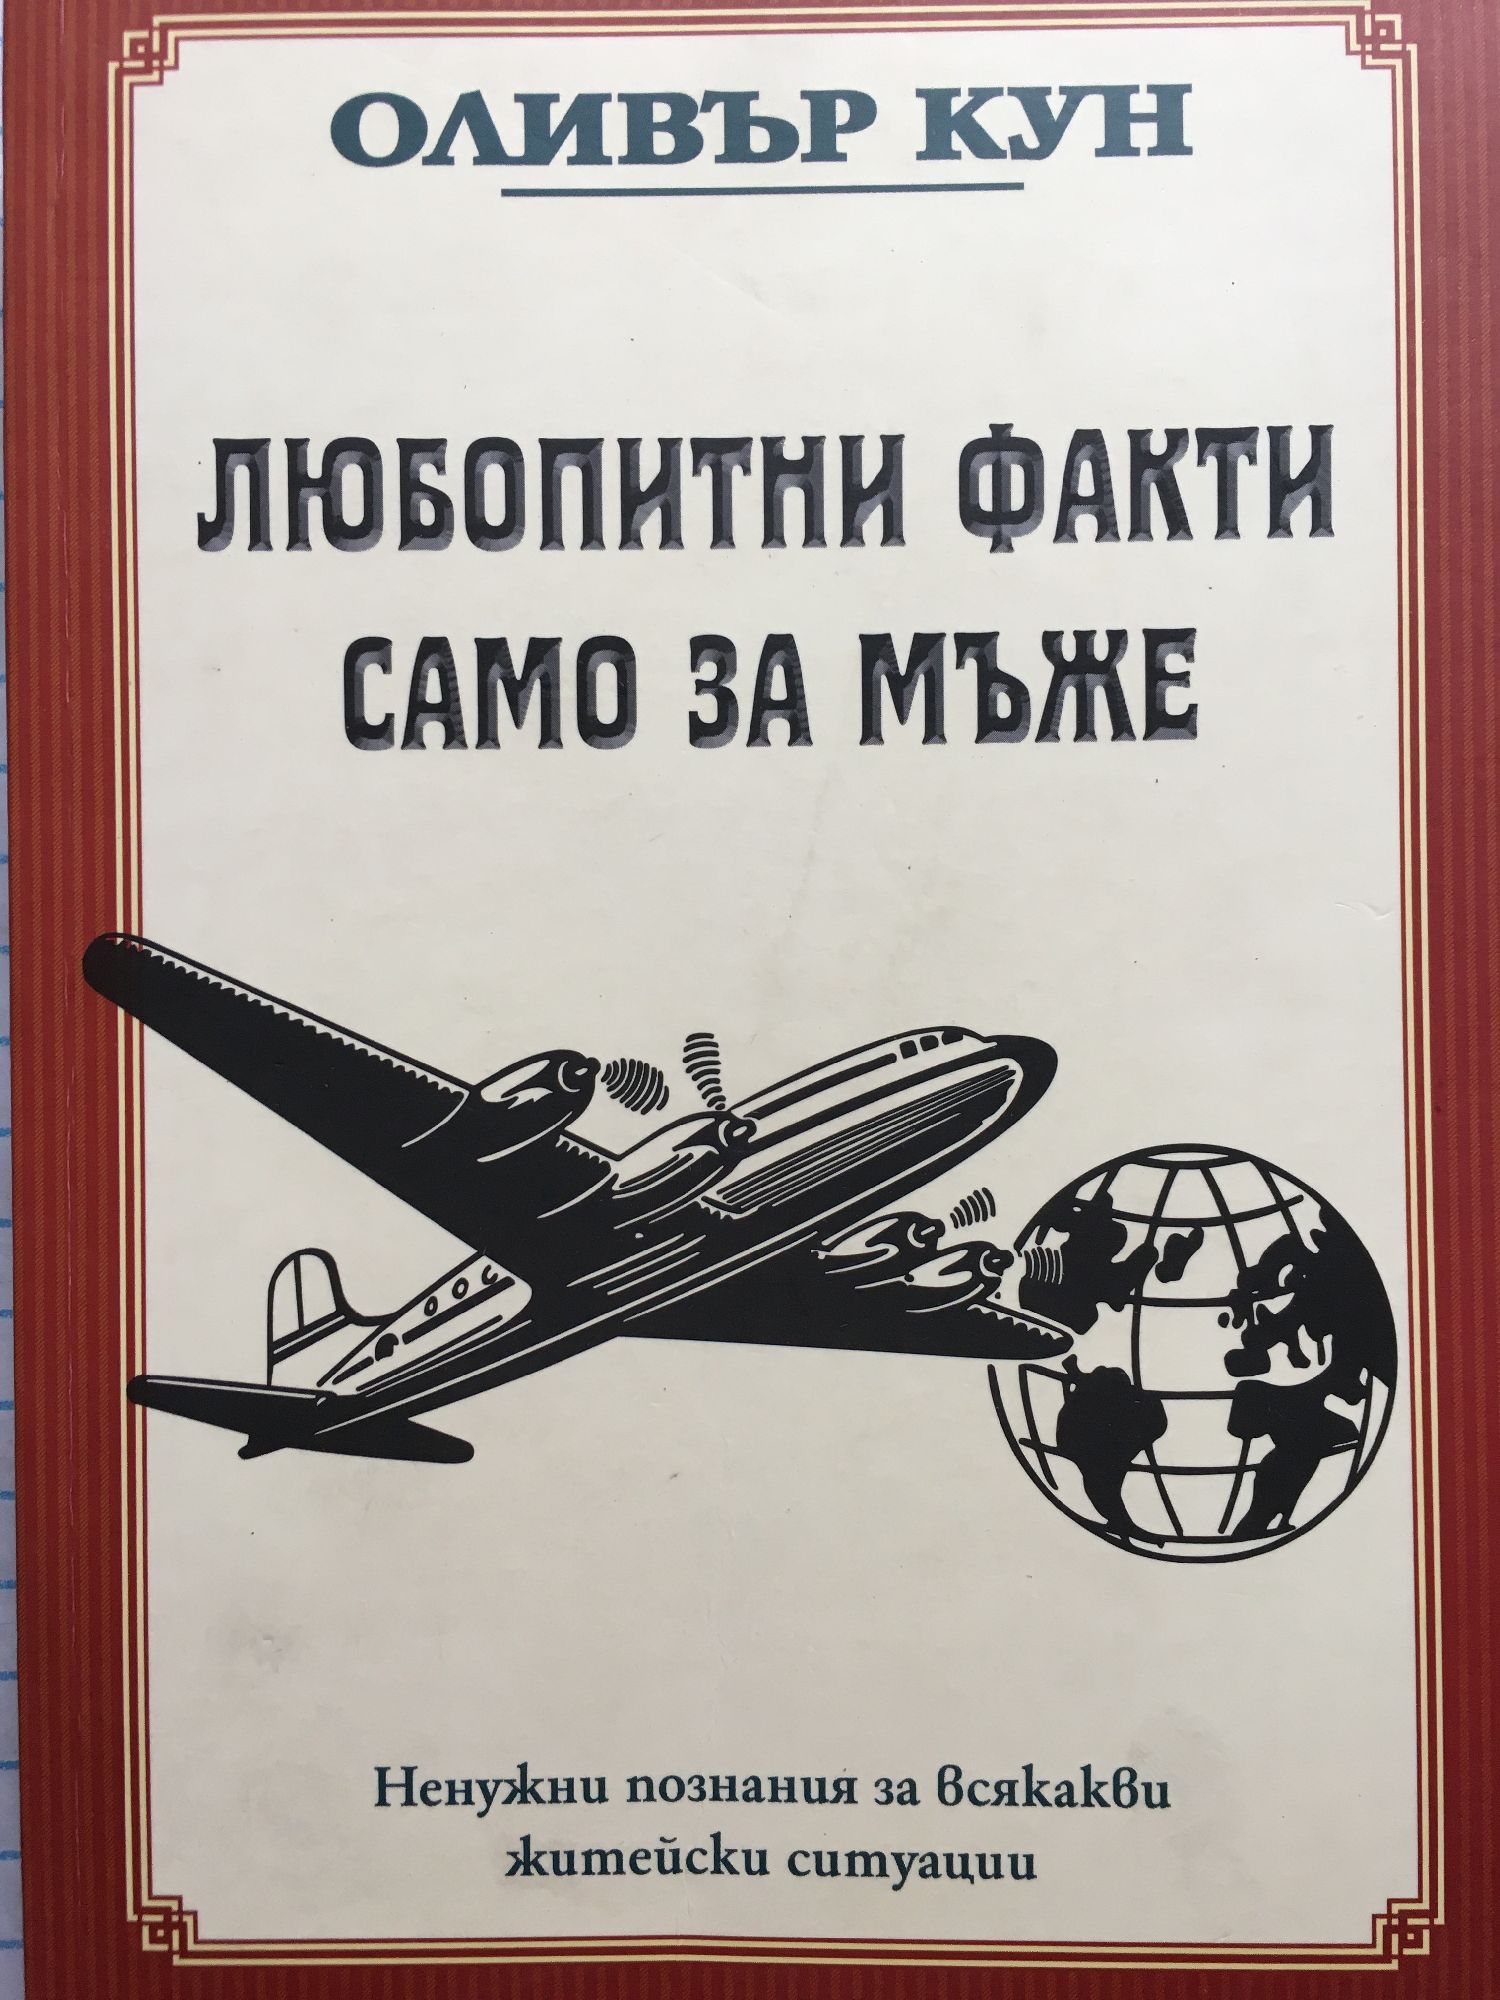 ОЛИВЪР КУН
ЛЮБОПИТНИ ФАКТИ
САМО ЗА МЪЖЕ
Ненужни познания за всякакви
житейски ситуации